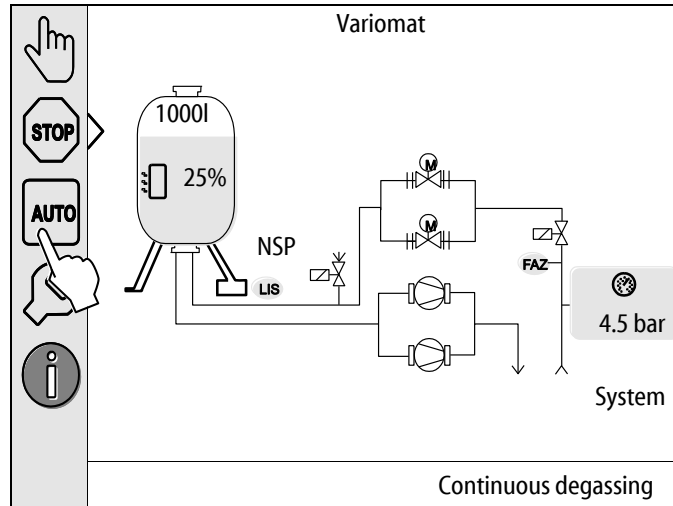 Variomat
1000l
STOP
M
25%
AUTO
M
NSP
FAZ
LIS
4.5 bar
System
Continuous degassing